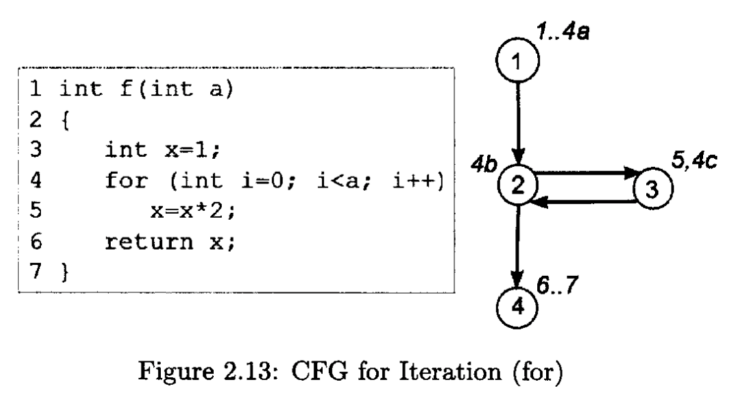 1 int f(int a)
2 {
3     int x=1;
4     for (int i=0; i<a; i++)
5         x=x*2;
6     return x;
7 }
1..4a
1
4b
2
5,4c
3
6..7
4
Figure 2.13: CFG for Iteration (for)